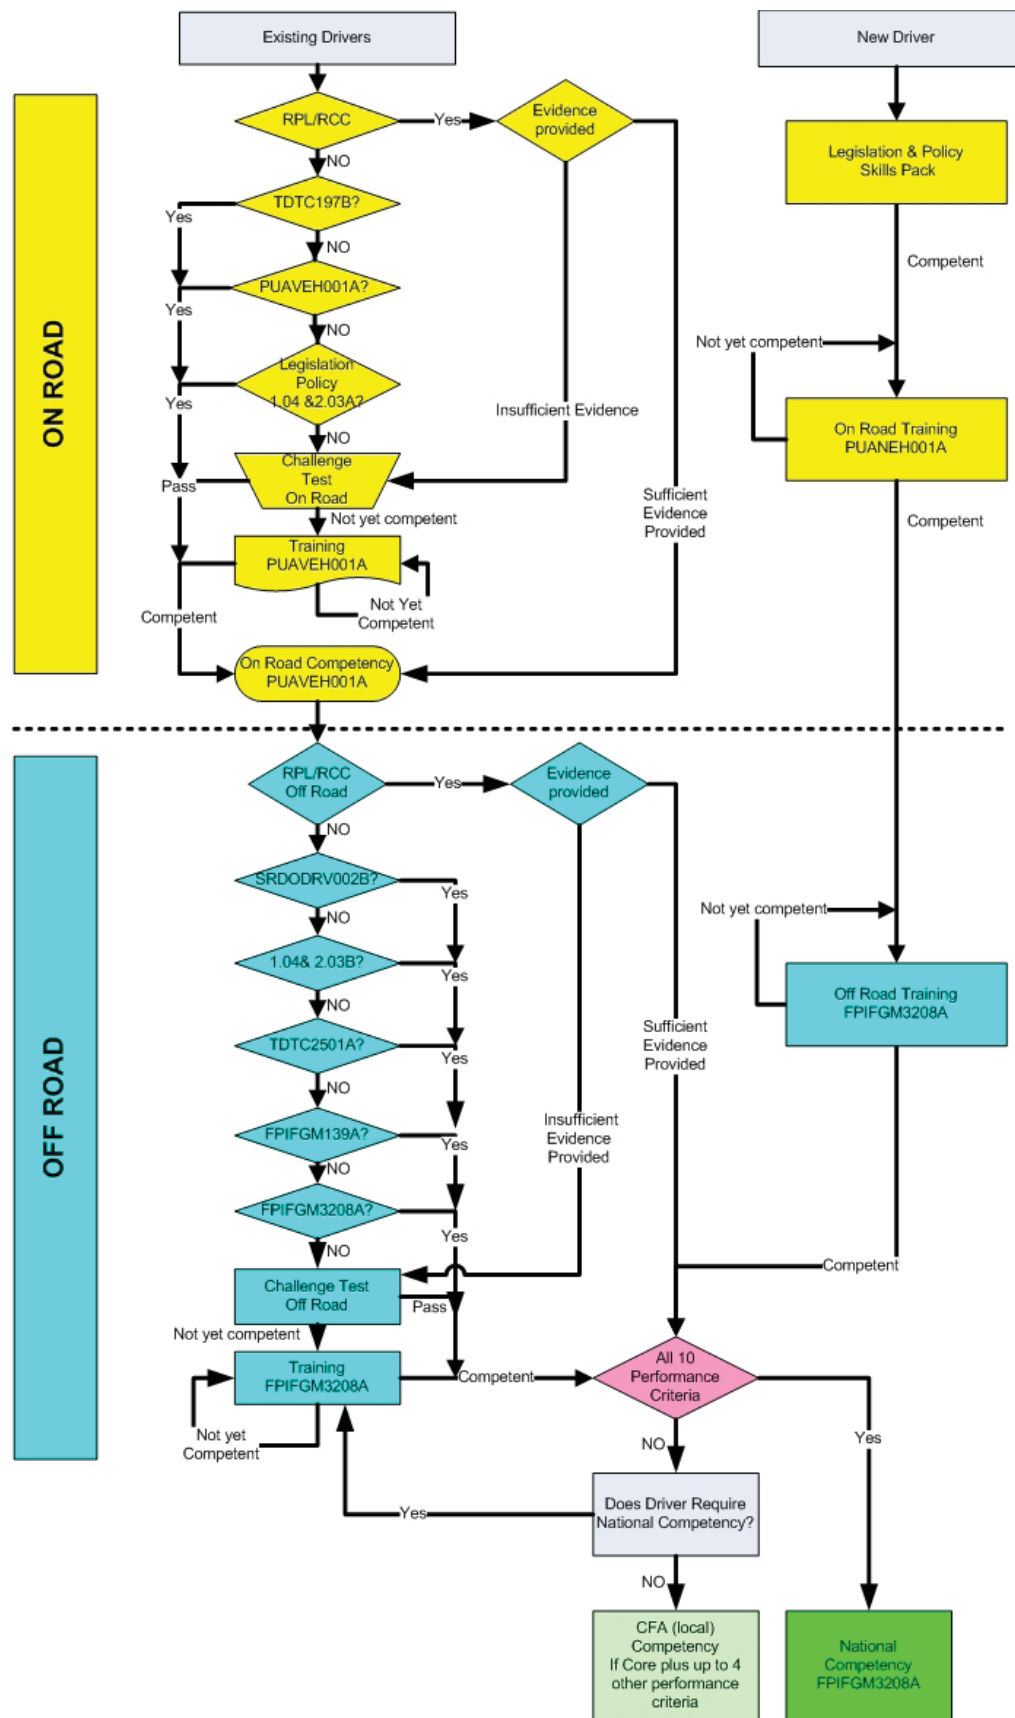 Existing Drivers
New Driver
ON ROAD
RPL/RCC
Yes
Evidence
provided
NO
Legislation & Policy
Skills Pack
TDTC197B?
Yes
NO
Competent
PUAVEH001A?
Yes
NO
Not yet competent
Legislation
Policy
1.04 &2.03A?
Yes
Insufficient Evidence
NO
On Road Training
PUANEH001A
Challenge
Test
On Road
Pass
Sufficient
Evidence
Provided
Not yet competent
Competent
Training
PUAVEH001A
Not Yet
Competent
Competent
On Road Competency
PUAVEH001A
OFF ROAD
RPL/RCC
Off Road
Yes
Evidence
provided
NO
SRDODRV002B?
Yes
NO
Not yet competent
1.04& 2.03B?
Yes
NO
Off Road Training
FPIFGM3208A
TDTC2501A?
Yes
Sufficient
Evidence
Provided
NO
FPIFGM139A?
Yes
Insufficient
Evidence
Provided
NO
FPIFGM3208A?
Yes
NO
Competent
Challenge Test
Off Road
Pass
Not yet competent
Training
FPIFGM3208A
Competent
All 10
Performance
Criteria
Not yet
Competent
NO
Yes
Does Driver Require
National Competency?
Yes
NO
CFA (local)
Competency
If Core plus up to 4
other performance
criteria
National
Competency
FPIFGM3208A